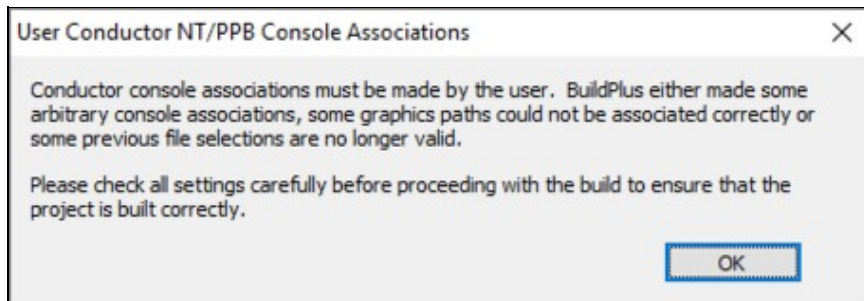 User Conductor NT/PPB Console Associations
Conductor console associations must be made by the user. BuildPlus either made some
arbitrary console associations, some graphics paths could not be associated correctly or
some previous file selections are no longer valid.
Please check all settings carefully before proceeding with the build to ensure that the
project is built correctly.
OK